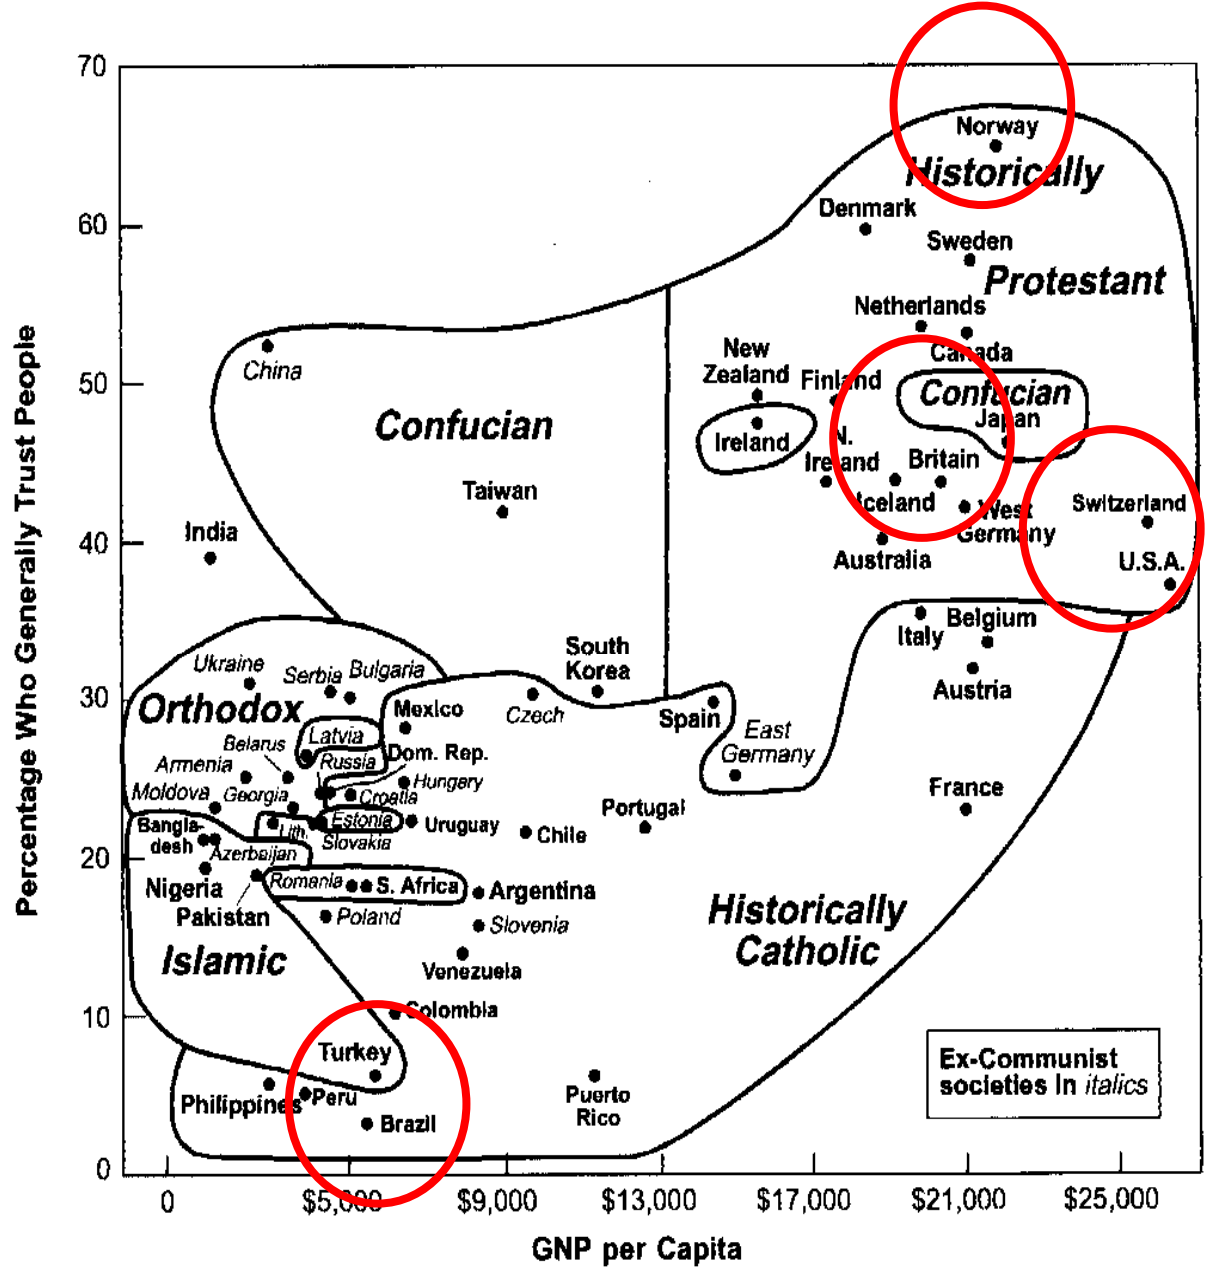 70
60
50
40
30
20
10
0
Percentage Who Generally Trust People
Norway
Historically
Denmark
Sweden
Protestant
Netherlands
Canada
New
Zealand
Finland
Confucian
Japan
Ireland
N.
Ireland
Britain
Iceland
West
Germany
Switzerland
Australia
U.S.A.
China
Confucian
Taiwan
India
Italy
Belgium
Austria
South
Korea
Ukraine
Serbia
Bulgaria
Orthodox
Mexico
Czech
Spain
East
Germany
Latvia
Belarus
Russia
Dom. Rep.
Armenia
Hungary
Moldova
Georgia
Croatia
Portugal
France
Bangla-
desh
Lith.
Estonia
Uruguay
Chile
Slovakia
Azerbaijan
Nigeria
Romania
S. Africa
Argentina
Pakistan
Poland
Slovenia
Historically
Catholic
Islamic
Venezuela
Colombia
Turkey
Philippines
Peru
Brazil
Puerto
Rico
Ex-Communist
societies in italics
0
$5,000
$9,000
$13,000
$17,000
$21,000
$25,000
GNP per Capita